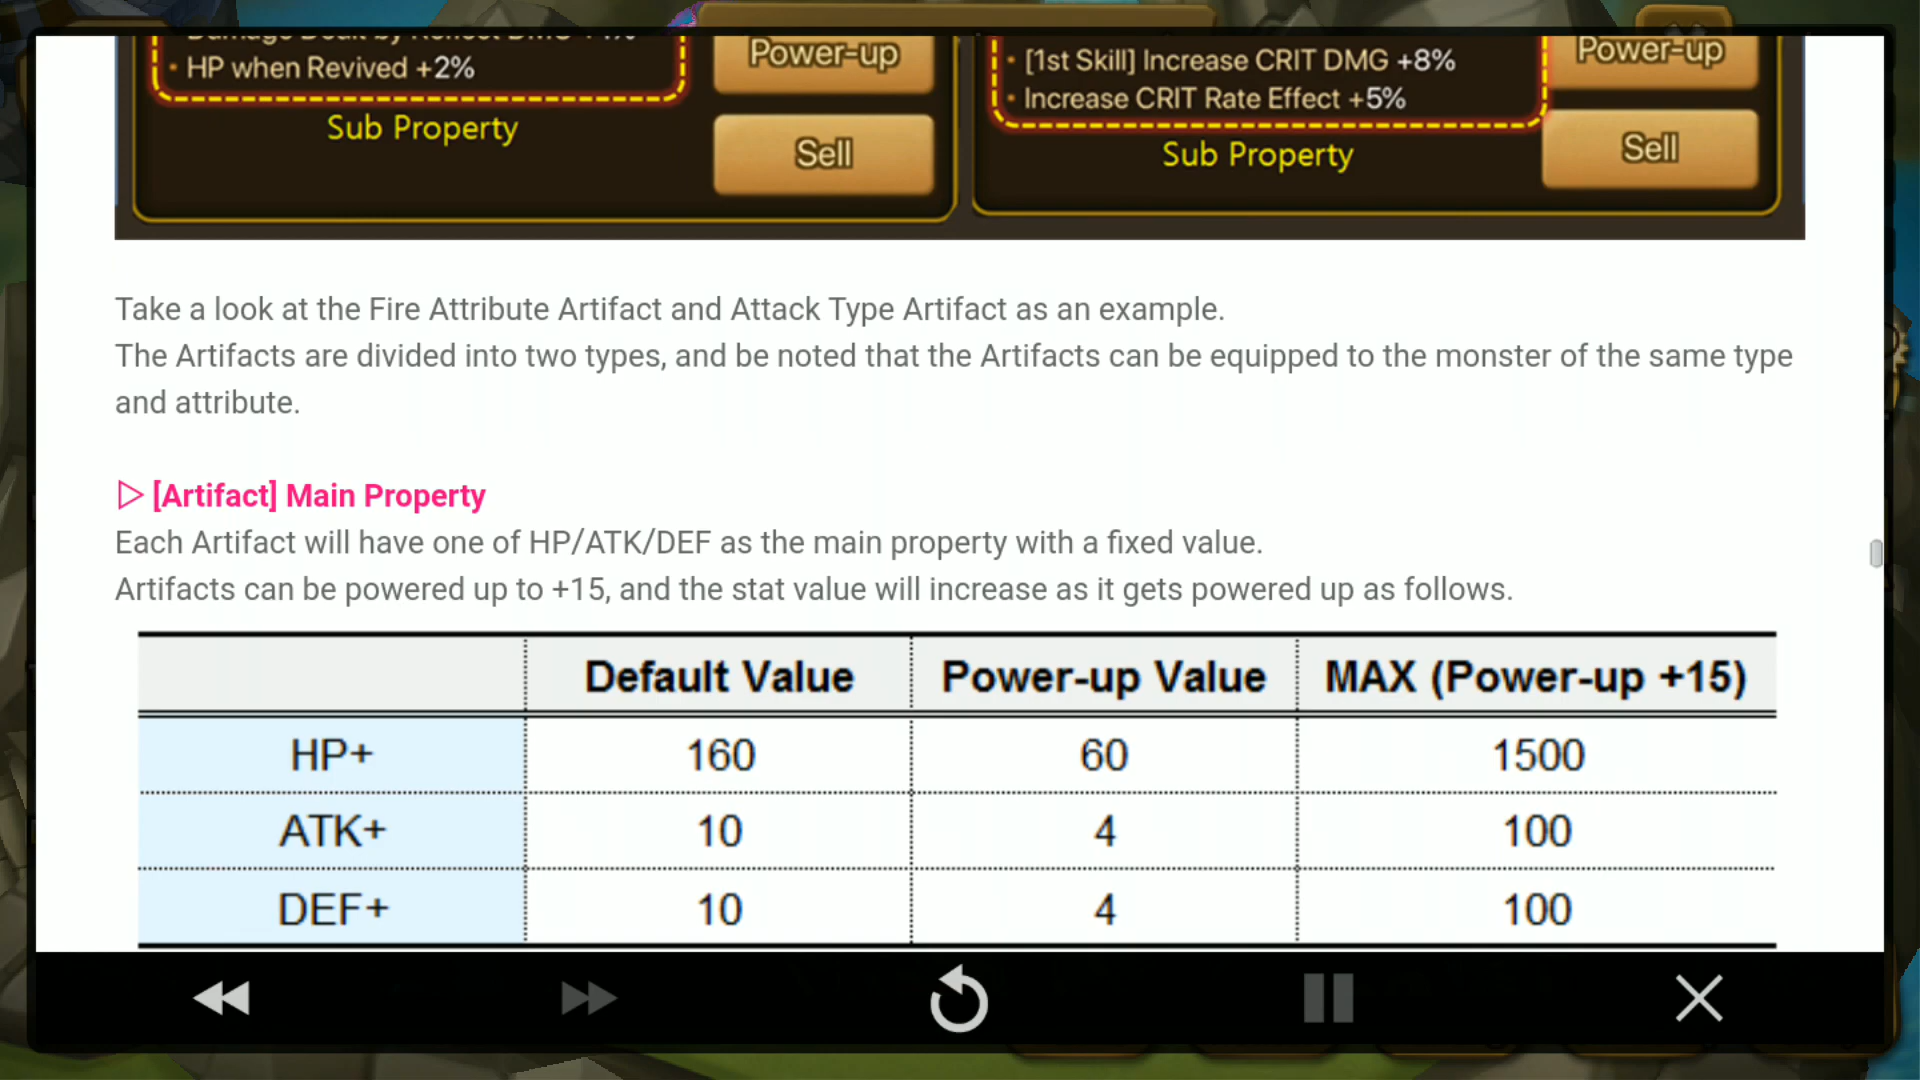 · HP when Revived +2%
Power-up
Sell
Sub Property
· [1st Skill] Increase CRIT DMG +8%
· Increase CRIT Rate Effect +5%
Power-up
Sell
Sub Property
Take a look at the Fire Attribute Artifact and Attack Type Artifact as an example.
The Artifacts are divided into two types, and be noted that the Artifacts can be equipped to the monster of the same type
and attribute.
▷ [Artifact] Main Property
Each Artifact will have one of HP/ATK/DEF as the main property with a fixed value.
Artifacts can be powered up to +15, and the stat value will increase as it gets powered up as follows.
Default Value Power-up Value MAX (Power-up +15)
HP+ 160 60 1500
ATK+ 10 4 100
DEF+ 10 4 100